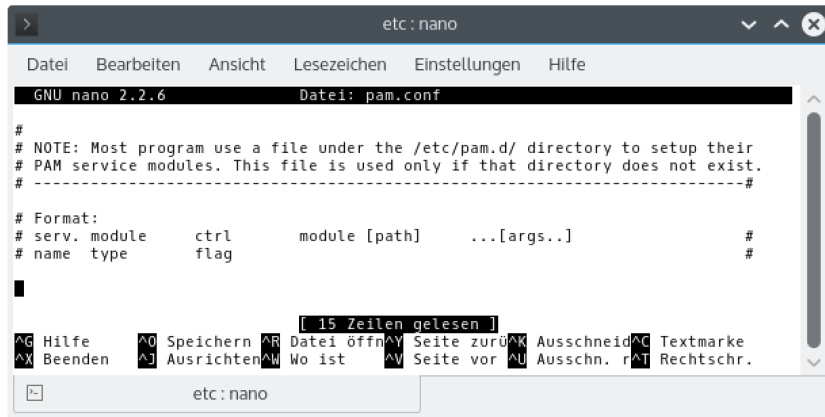 etc : nano
Datei Bearbeiten Ansicht Lesezeichen Einstellungen Hilfe
GNU nano 2.2.6 Datei: pam.conf
#
# NOTE: Most program use a file under the /etc/pam.d/ directory to setup their
# PAM service modules. This file is used only if that directory does not exist.
# ---------------------------------------------------------------------------#
# Format:
# serv. module ctrl module [path] ...[args..] #
# name type flag #
[ 15 Zeilen gelesen ]
^G Hilfe ^O Speichern ^R Datei öffn^Y Seite zurü^K Ausschneid^C Textmarke
^X Beenden ^J Ausrichten^W Wo ist ^V Seite vor ^U Ausschn. r^T Rechtschr.
etc : nano